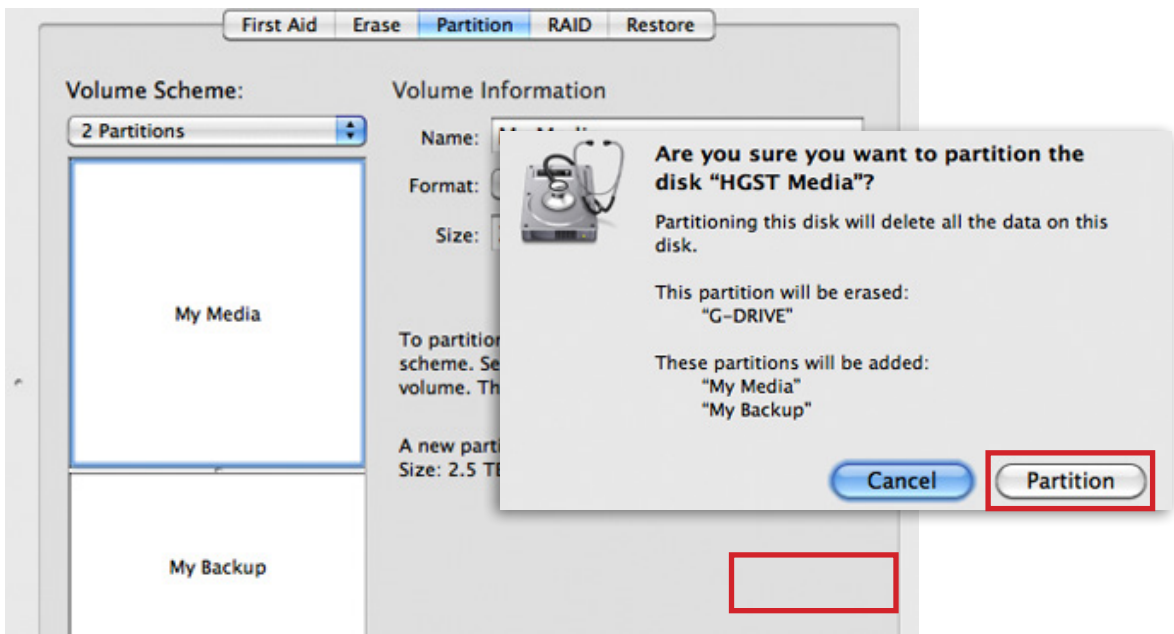 First Aid Erase Partition RAID Restore
Volume Scheme:
2 Partitions
My Media
My Backup
Volume Information
Name:
Format:
Size:
To partition
scheme. Se
volume. Th
A new parti
Size: 2.5 TB
Are you sure you want to partition the
disk “HGST Media”?
Partitioning this disk will delete all the data on this
disk.
This partition will be erased:
“G-DRIVE”
These partitions will be added:
“My Media”
“My Backup”
Cancel Partition